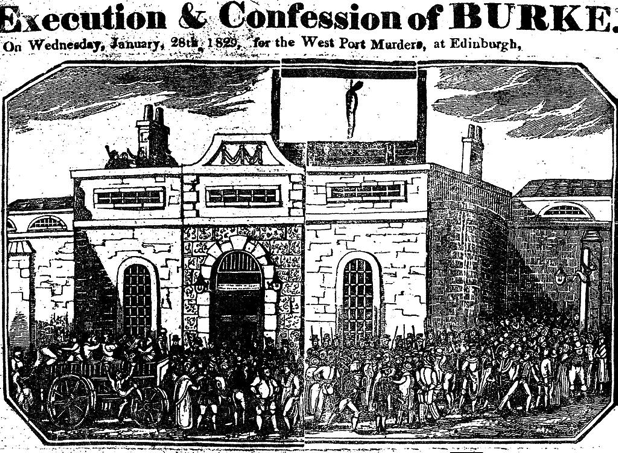 Execution & Confession of BURKE.
On Wednesday, January, 28th, 1829, for the West Port Murders, at Edinburgh,